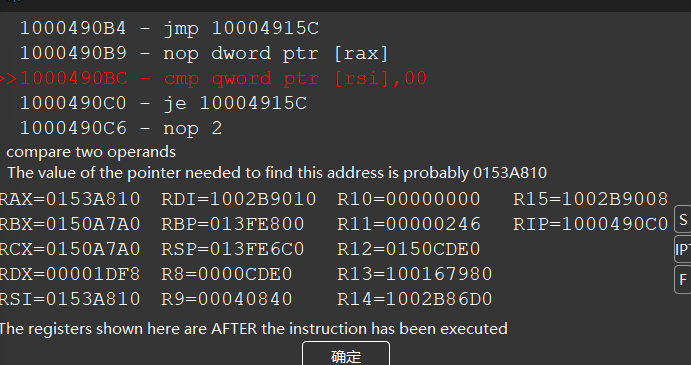 1000490B4 - jmp 10004915C
1000490B9 - nop dword ptr [rax]
>>1000490BC - cmp qword ptr [rsi],00
1000490C0 - je 10004915C
1000490C6 - nop 2
compare two operands
The value of the pointer needed to find this address is probably 0153A810
RAX=0153A810 RDI=1002B9010 R10=00000000 R15=1002B9008
RBX=0150A7A0 RBP=013FE800 R11=00000246 RIP=1000490C0
RCX=0150A7A0 RSP=013FE6C0 R12=0150CDE0
RDX=00001DF8 R8=0000CDE0 R13=100167980
RSI=0153A810 R9=00040840 R14=1002B86D0
S
IPT
F
The registers shown here are AFTER the instruction has been executed
确定